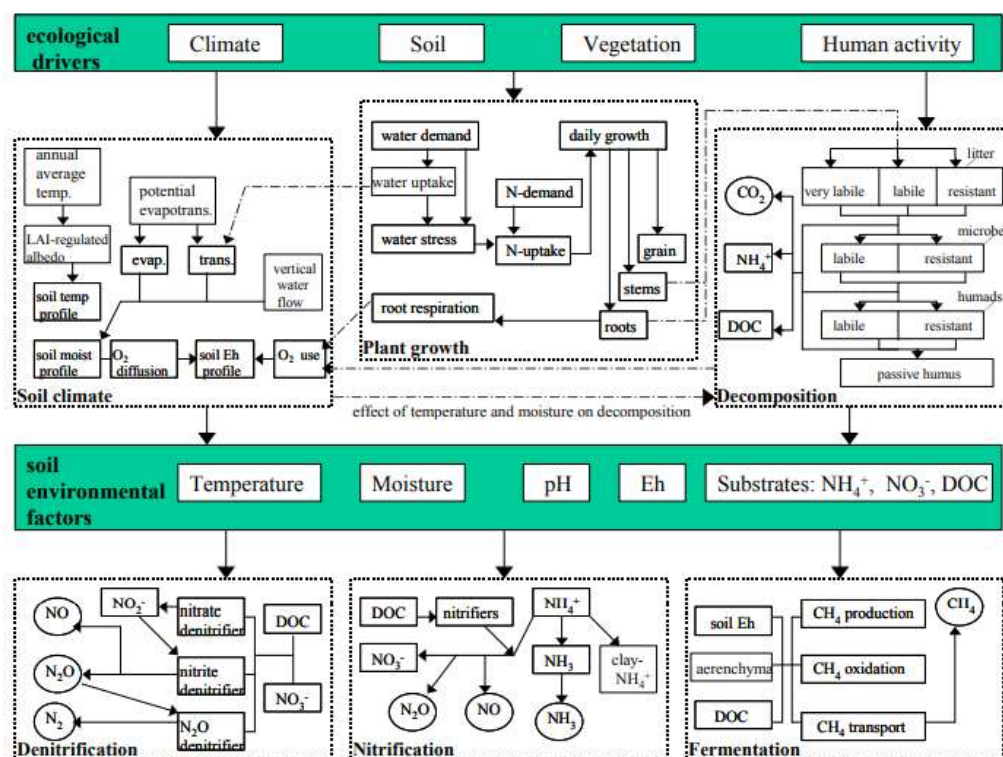 ecological
drivers
Climate
Soil
Vegetation
Human activity
annual
average
temp.
potential
evapotrans.
LAI-regulated
albedo
evap.
trans.
vertical
water
flow
soil temp
profile
soil moist
profile
O₂
diffusion
soil Eh
profile
O₂ use
Soil climate
water demand
daily growth
water uptake
N-demand
water stress
N-uptake
grain
stems
root respiration
roots
Plant growth
litter
CO₂
very labile
labile
resistant
microbe
NH₄⁺
labile
resistant
humads
DOC
labile
resistant
passive humus
Decomposition
effect of temperature and moisture on decomposition
soil
environmental
factors
Temperature
Moisture
pH
Eh
Substrates: NH₄⁺, NO₃⁻, DOC
NO
NO₂⁻
nitrate
denitrifier
DOC
N₂O
nitrite
denitrifier
NO₃⁻
N₂
N₂O
denitrifier
Denitrification
DOC
nitrifiers
NH₄⁺
NO₃⁻
NH₃
clay-
NH₄⁺
N₂O
NO
NH₃
Nitrification
soil Eh
CH₄ production
CH₄
aerenchyma
CH₄ oxidation
DOC
CH₄ transport
Fermentation